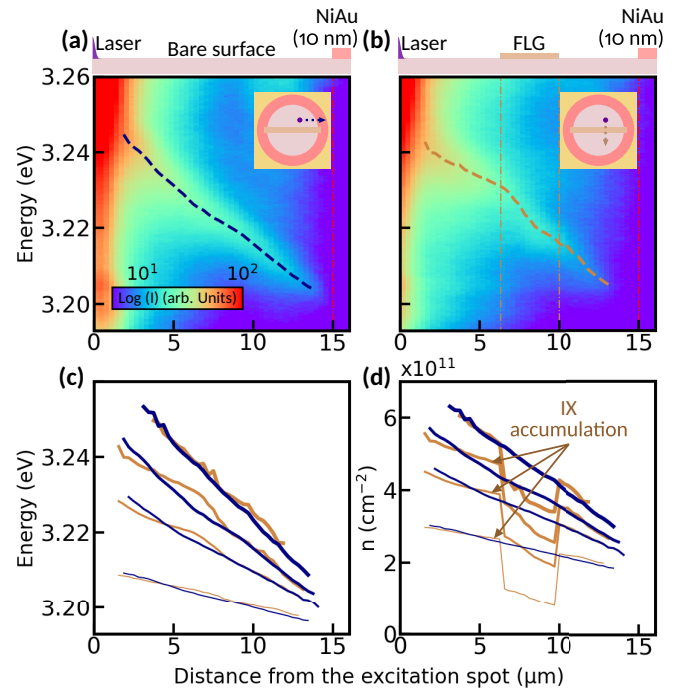 NiAu
NiAu
(a) Laser Bare surface (10 nm) (b) Laser FLG (10 nm)
3.26
3.24
3.22
3.20
Energy (eV)
10¹ 10²
Log (I) (arb. Units)
0 5 10 15
0 5 10 15
(c)
3.24
3.22
3.20
Energy (eV)
0 5 10 15
(d) x10¹¹
6
4
2
0
n (cm⁻²)
IX
accumulation
0 5 10 15
Distance from the excitation spot (μm)